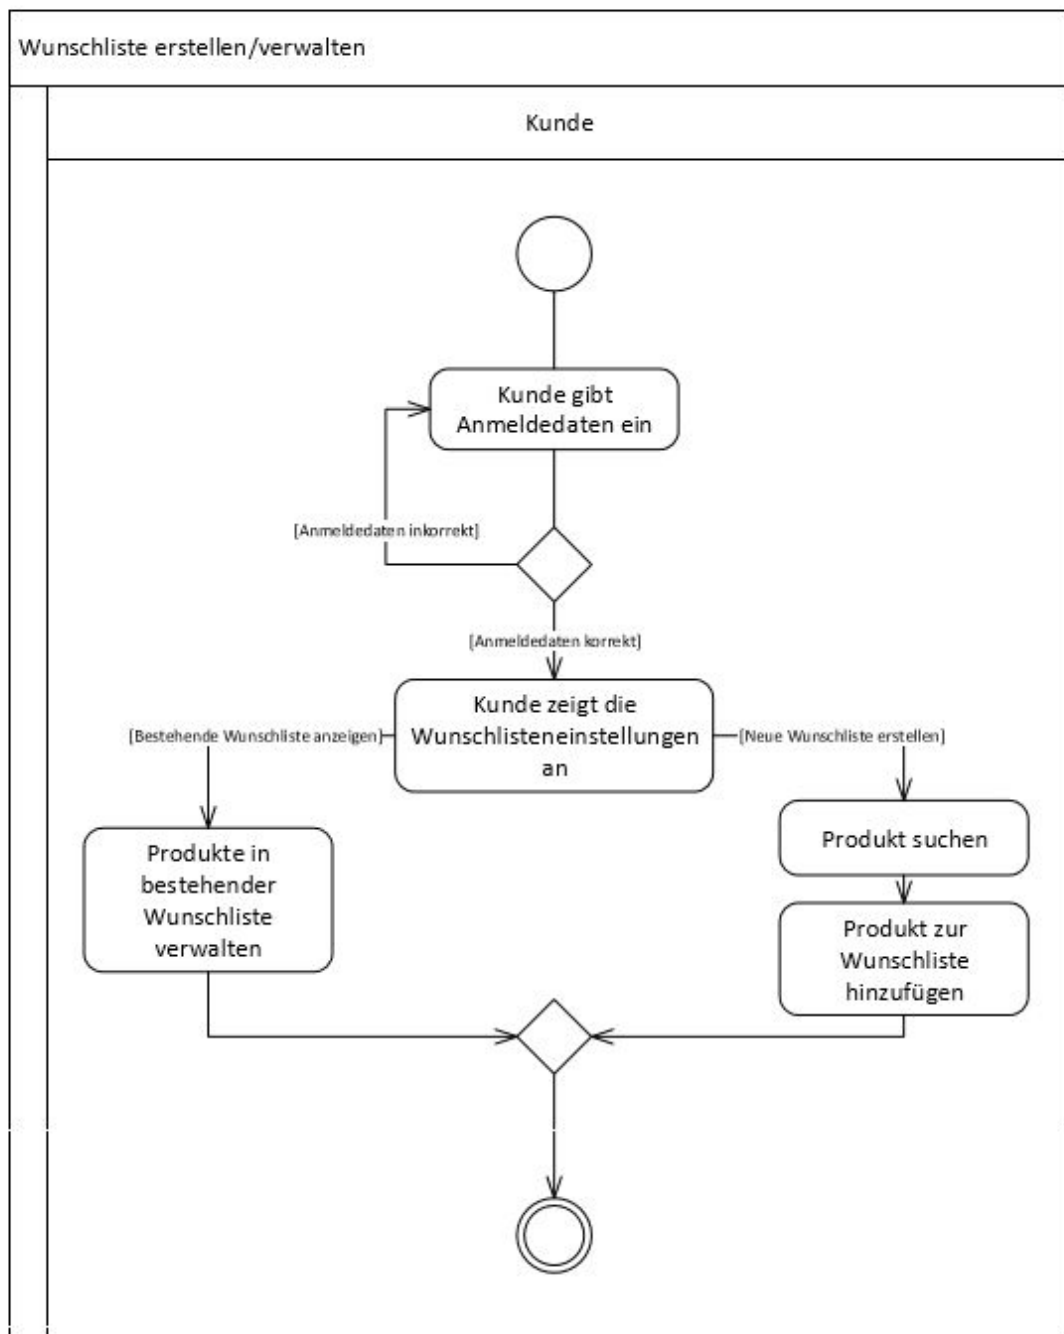 Wunschliste erstellen/verwalten
Kunde
Kunde gibt
Anmeldedaten ein
[Anmeldedaten inkorrekt]
[Anmeldedaten korrekt]
Kunde zeigt die
Wunschlisteneinstellungen
an
[Bestehende Wunschliste anzeigen]
[Neue Wunschliste erstellen]
Produkte in
bestehender
Wunschliste
verwalten
Produkt suchen
Produkt zur
Wunschliste
hinzufügen